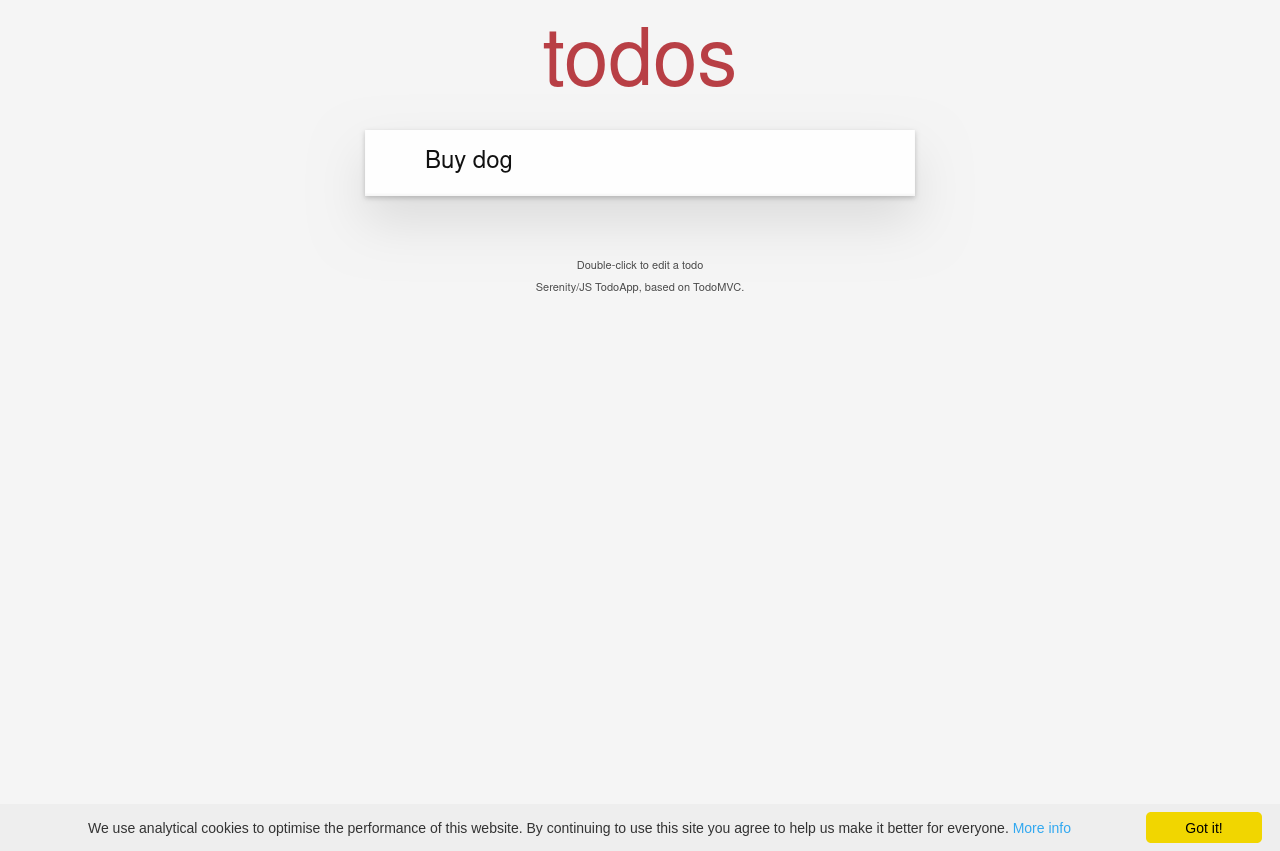 todos
Buy dog
Double-click to edit a todo
Serenity/JS TodoApp, based on TodoMVC.
We use analytical cookies to optimise the performance of this website. By continuing to use this site you agree to help us make it better for everyone. More info
Got it!